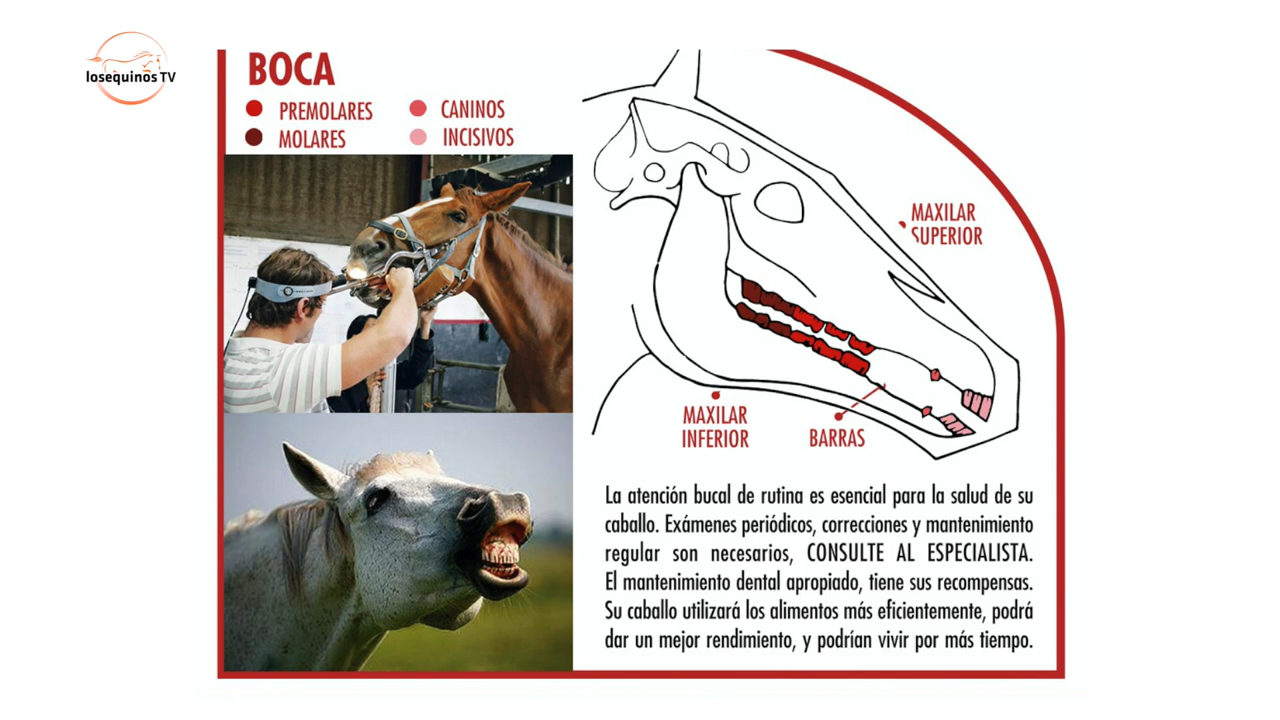 losequinos TV
BOCA
PREMOLARES
CANINOS
MOLARES
INCISIVOS
MAXILAR
SUPERIOR
MAXILAR
INFERIOR
BARRAS
La atención bucal de rutina es esencial para la salud de su
caballo. Exámenes periódicos, correcciones y mantenimiento
regular son necesarios, CONSULTE AL ESPECIALISTA.
El mantenimiento dental apropiado, tiene sus recompensas.
Su caballo utilizará los alimentos más eficientemente, podrá
dar un mejor rendimiento, y podrían vivir por más tiempo.